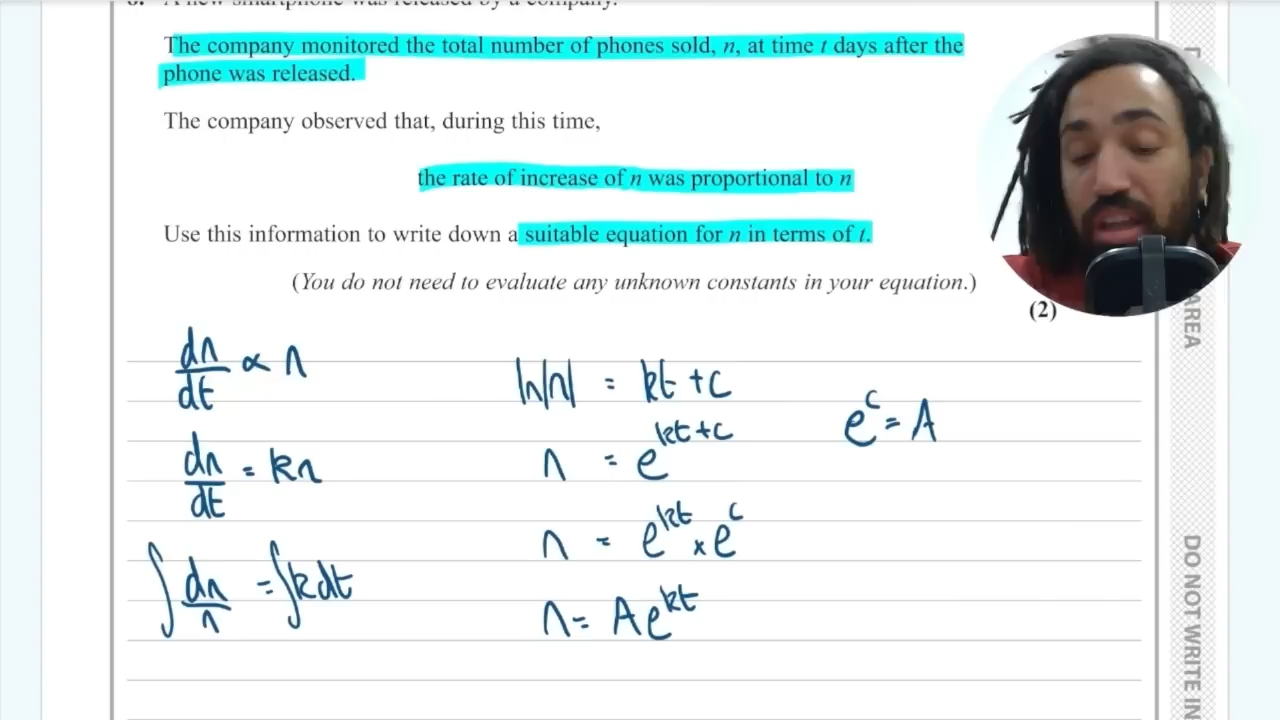 The company monitored the total number of phones sold, n, at time t days after the
phone was released.
The company observed that, during this time,
the rate of increase of n was proportional to n
Use this information to write down a suitable equation for n in terms of t.
(You do not need to evaluate any unknown constants in your equation.)
(2)
dn/dt ∝ n
dn/dt = kn
∫ dn/n = ∫ k dt
ln|n| = kt + c
n = e^(kt+c)
n = e^(kt) × e^c
n = Ae^(kt)
e^c = A
AREA
DO NOT WRITE IN